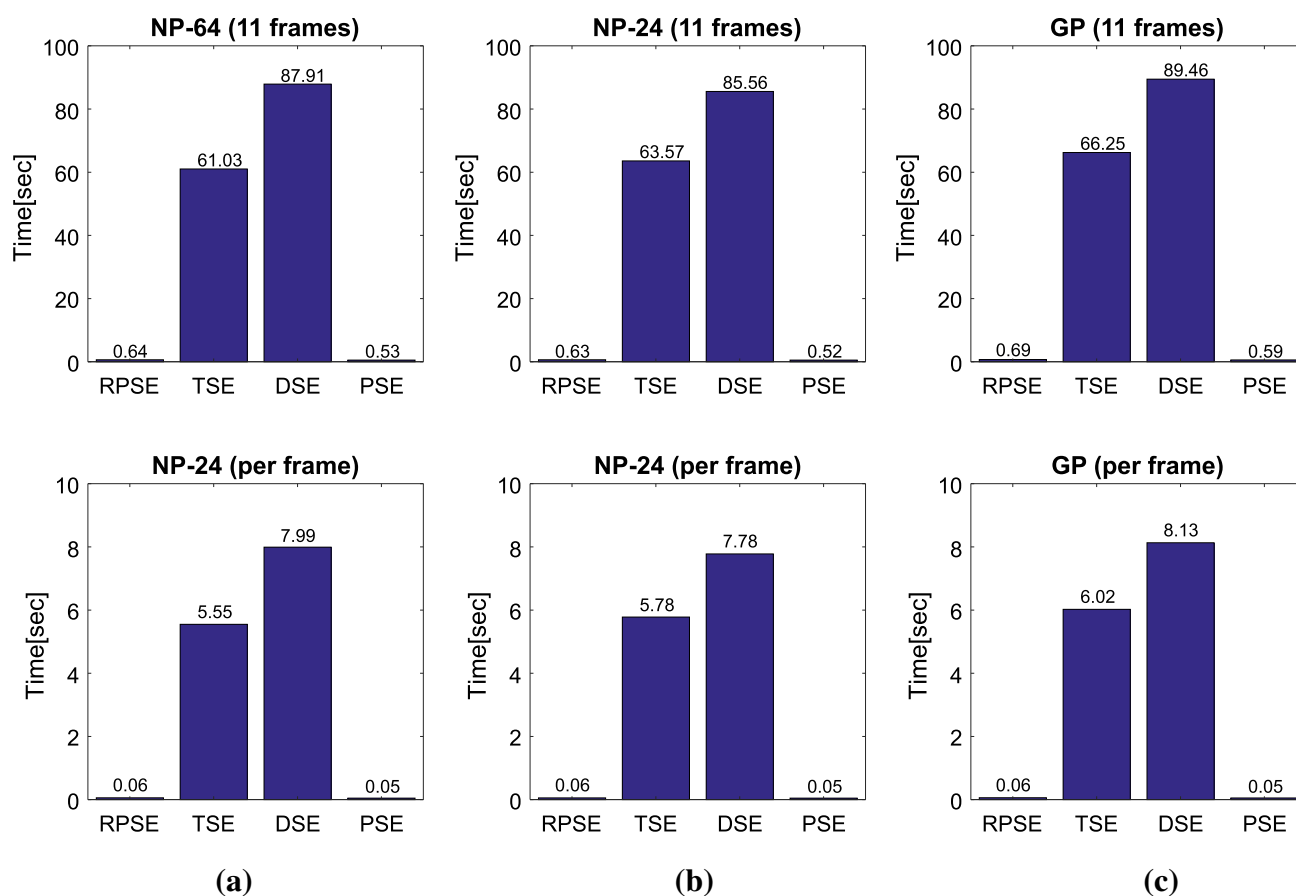 NP-64 (11 frames)
100
80
60
40
20
0
Time[sec]
0.64
61.03
87.91
0.53
RPSE TSE DSE PSE
NP-24 (11 frames)
100
80
60
40
20
0
Time[sec]
0.63
63.57
85.56
0.52
RPSE TSE DSE PSE
GP (11 frames)
100
80
60
40
20
0
Time[sec]
0.69
66.25
89.46
0.59
RPSE TSE DSE PSE
NP-24 (per frame)
10
8
6
4
2
0
Time[sec]
0.06
5.55
7.99
0.05
RPSE TSE DSE PSE
NP-24 (per frame)
10
8
6
4
2
0
Time[sec]
0.06
5.78
7.78
0.05
RPSE TSE DSE PSE
GP (per frame)
10
8
6
4
2
0
Time[sec]
0.06
6.02
8.13
0.05
RPSE TSE DSE PSE
(a)
(b)
(c)